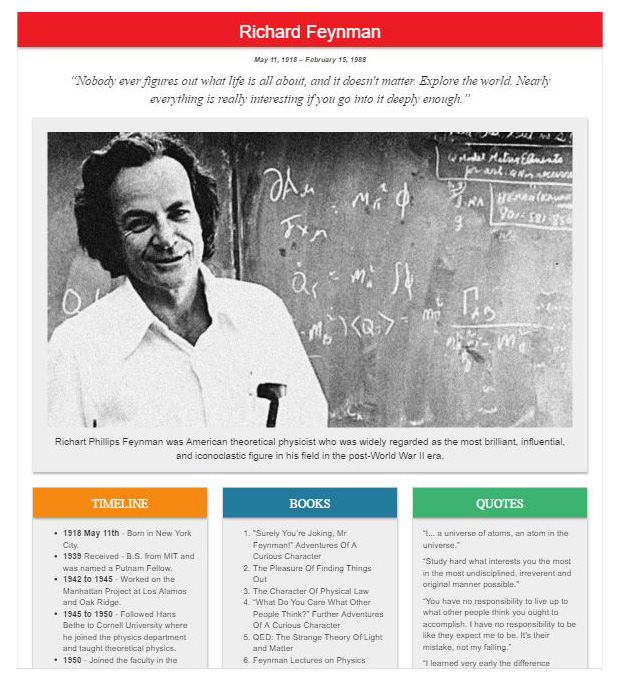 Richard Feynman
May 11, 1918 – February 15, 1988
“Nobody ever figures out what life is all about, and it doesn't matter. Explore the world. Nearly
everything is really interesting if you go into it deeply enough.”
Richart Phillips Feynman was American theoretical physicist who was widely regarded as the most brilliant, influential,
and iconoclastic figure in his field in the post-World War II era.
TIMELINE
• 1918 May 11th - Born in New York
City.
• 1939 Received - B.S. from MIT and
was named a Putnam Fellow.
• 1942 to 1945 - Worked on the
Manhattan Project at Los Alamos
and Oak Ridge.
• 1945 to 1950 - Followed Hans
Bethe to Cornell University where
he joined the physics department
and taught theoretical physics.
• 1950 - Joined the faculty in the
BOOKS
1. "Surely You're Joking, Mr
Feynman!" Adventures Of A
Curious Character
2. The Pleasure Of Finding Things
Out
3. The Character Of Physical Law
4. "What Do You Care What Other
People Think?" Further Adventures
Of A Curious Character
5. QED: The Strange Theory Of Light
and Matter
6. Feynman Lectures on Physics
QUOTES
“I... a universe of atoms, an atom in the
universe.”
“Study hard what interests you the most
in the most undisciplined, irreverent and
original manner possible.”
“You have no responsibility to live up to
what other people think you ought to
accomplish. I have no responsibility to be
like they expect me to be. It's their
mistake, not my failing.”
“I learned very early the difference